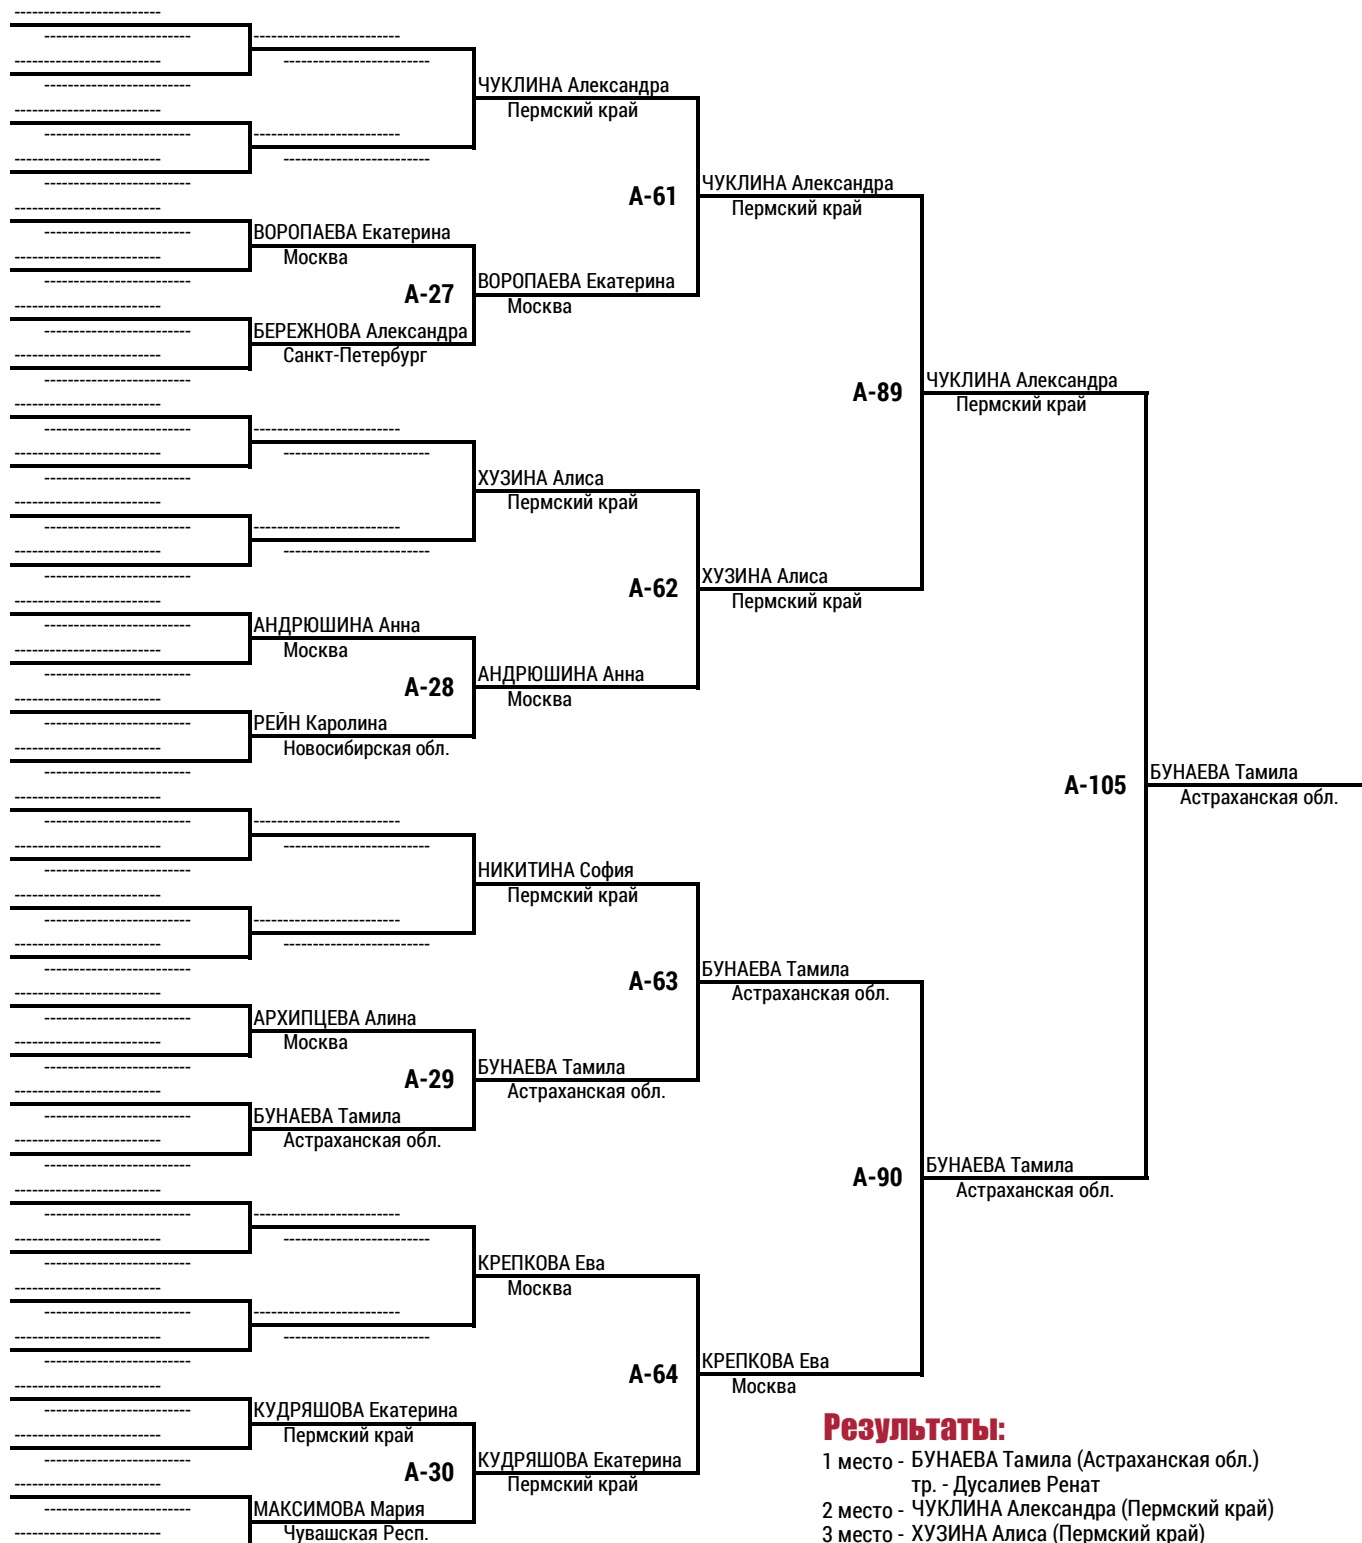 ЧУКЛИНА Александра
Пермский край
А-61
ЧУКЛИНА Александра
Пермский край
ВОРОПАЕВА Екатерина
Москва
А-27
ВОРОПАЕВА Екатерина
Москва
БЕРЕЖНОВА Александра
Санкт-Петербург
А-89
ЧУКЛИНА Александра
Пермский край
ХУЗИНА Алиса
Пермский край
А-62
ХУЗИНА Алиса
Пермский край
АНДРЮШИНА Анна
Москва
А-28
АНДРЮШИНА Анна
Москва
РЕЙН Каролина
Новосибирская обл.
А-105
БУНАЕВА Тамила
Астраханская обл.
НИКИТИНА София
Пермский край
А-63
БУНАЕВА Тамила
Астраханская обл.
АРХИПЦЕВА Алина
Москва
А-29
БУНАЕВА Тамила
Астраханская обл.
БУНАЕВА Тамила
Астраханская обл.
А-90
БУНАЕВА Тамила
Астраханская обл.
КРЕПКОВА Ева
Москва
А-64
КРЕПКОВА Ева
Москва
КУДРЯШОВА Екатерина
Пермский край
А-30
КУДРЯШОВА Екатерина
Пермский край
МАКСИМОВА Мария
Чувашская Респ.
Результаты:
1 место - БУНАЕВА Тамила (Астраханская обл.)
тр. - Дусалиев Ренат
2 место - ЧУКЛИНА Александра (Пермский край)
3 место - ХУЗИНА Алиса (Пермский край)